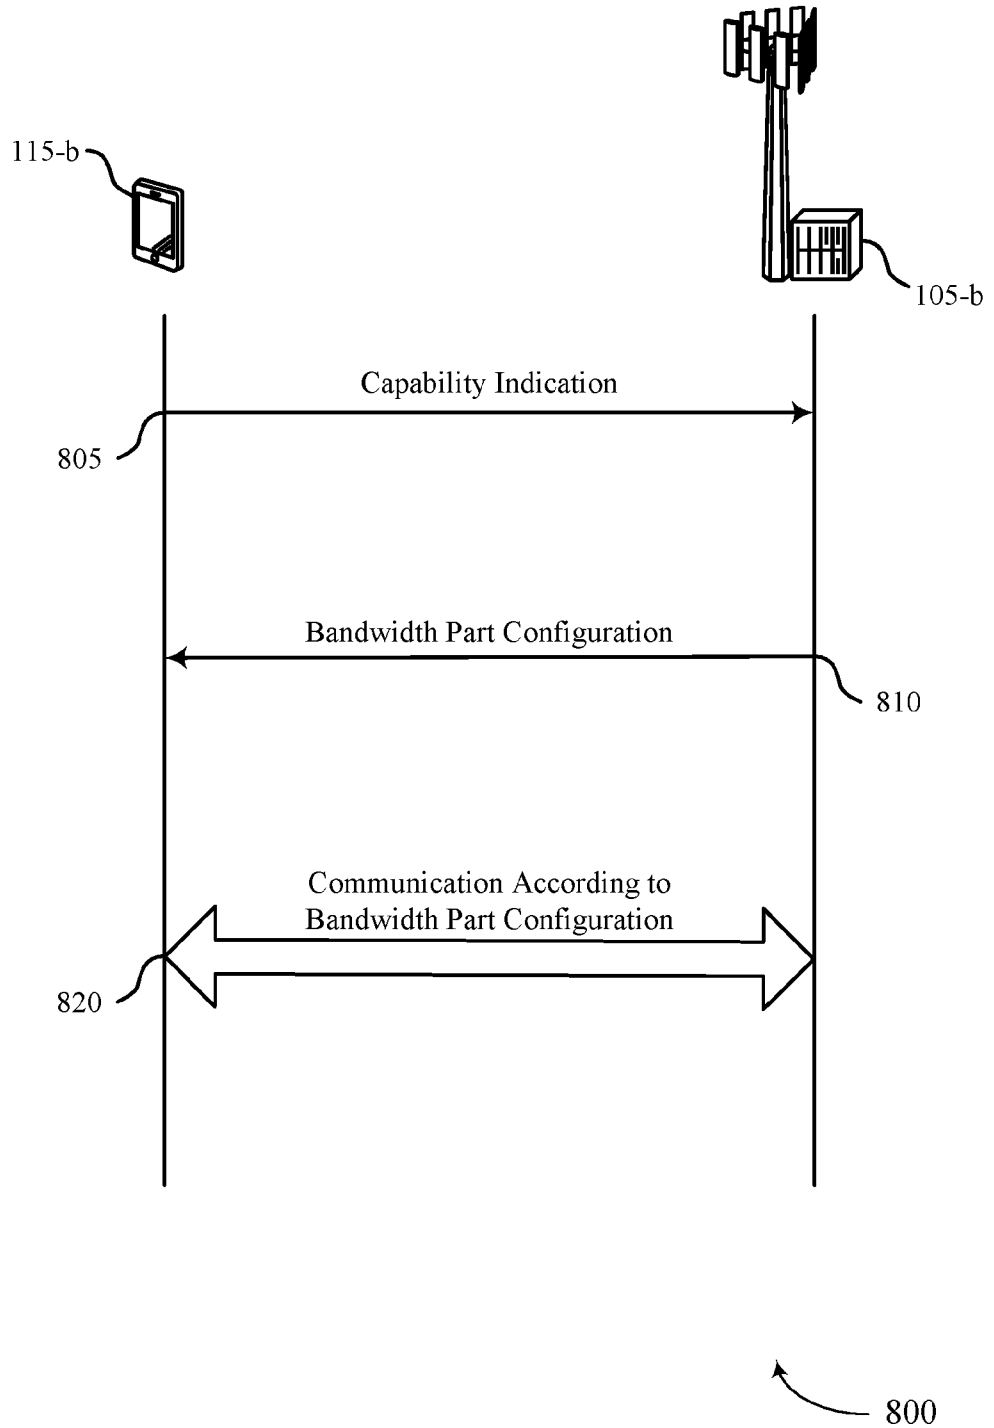 115-b
105-b
Capability Indication
805
Bandwidth Part Configuration
810
Communication According to
Bandwidth Part Configuration
820
800